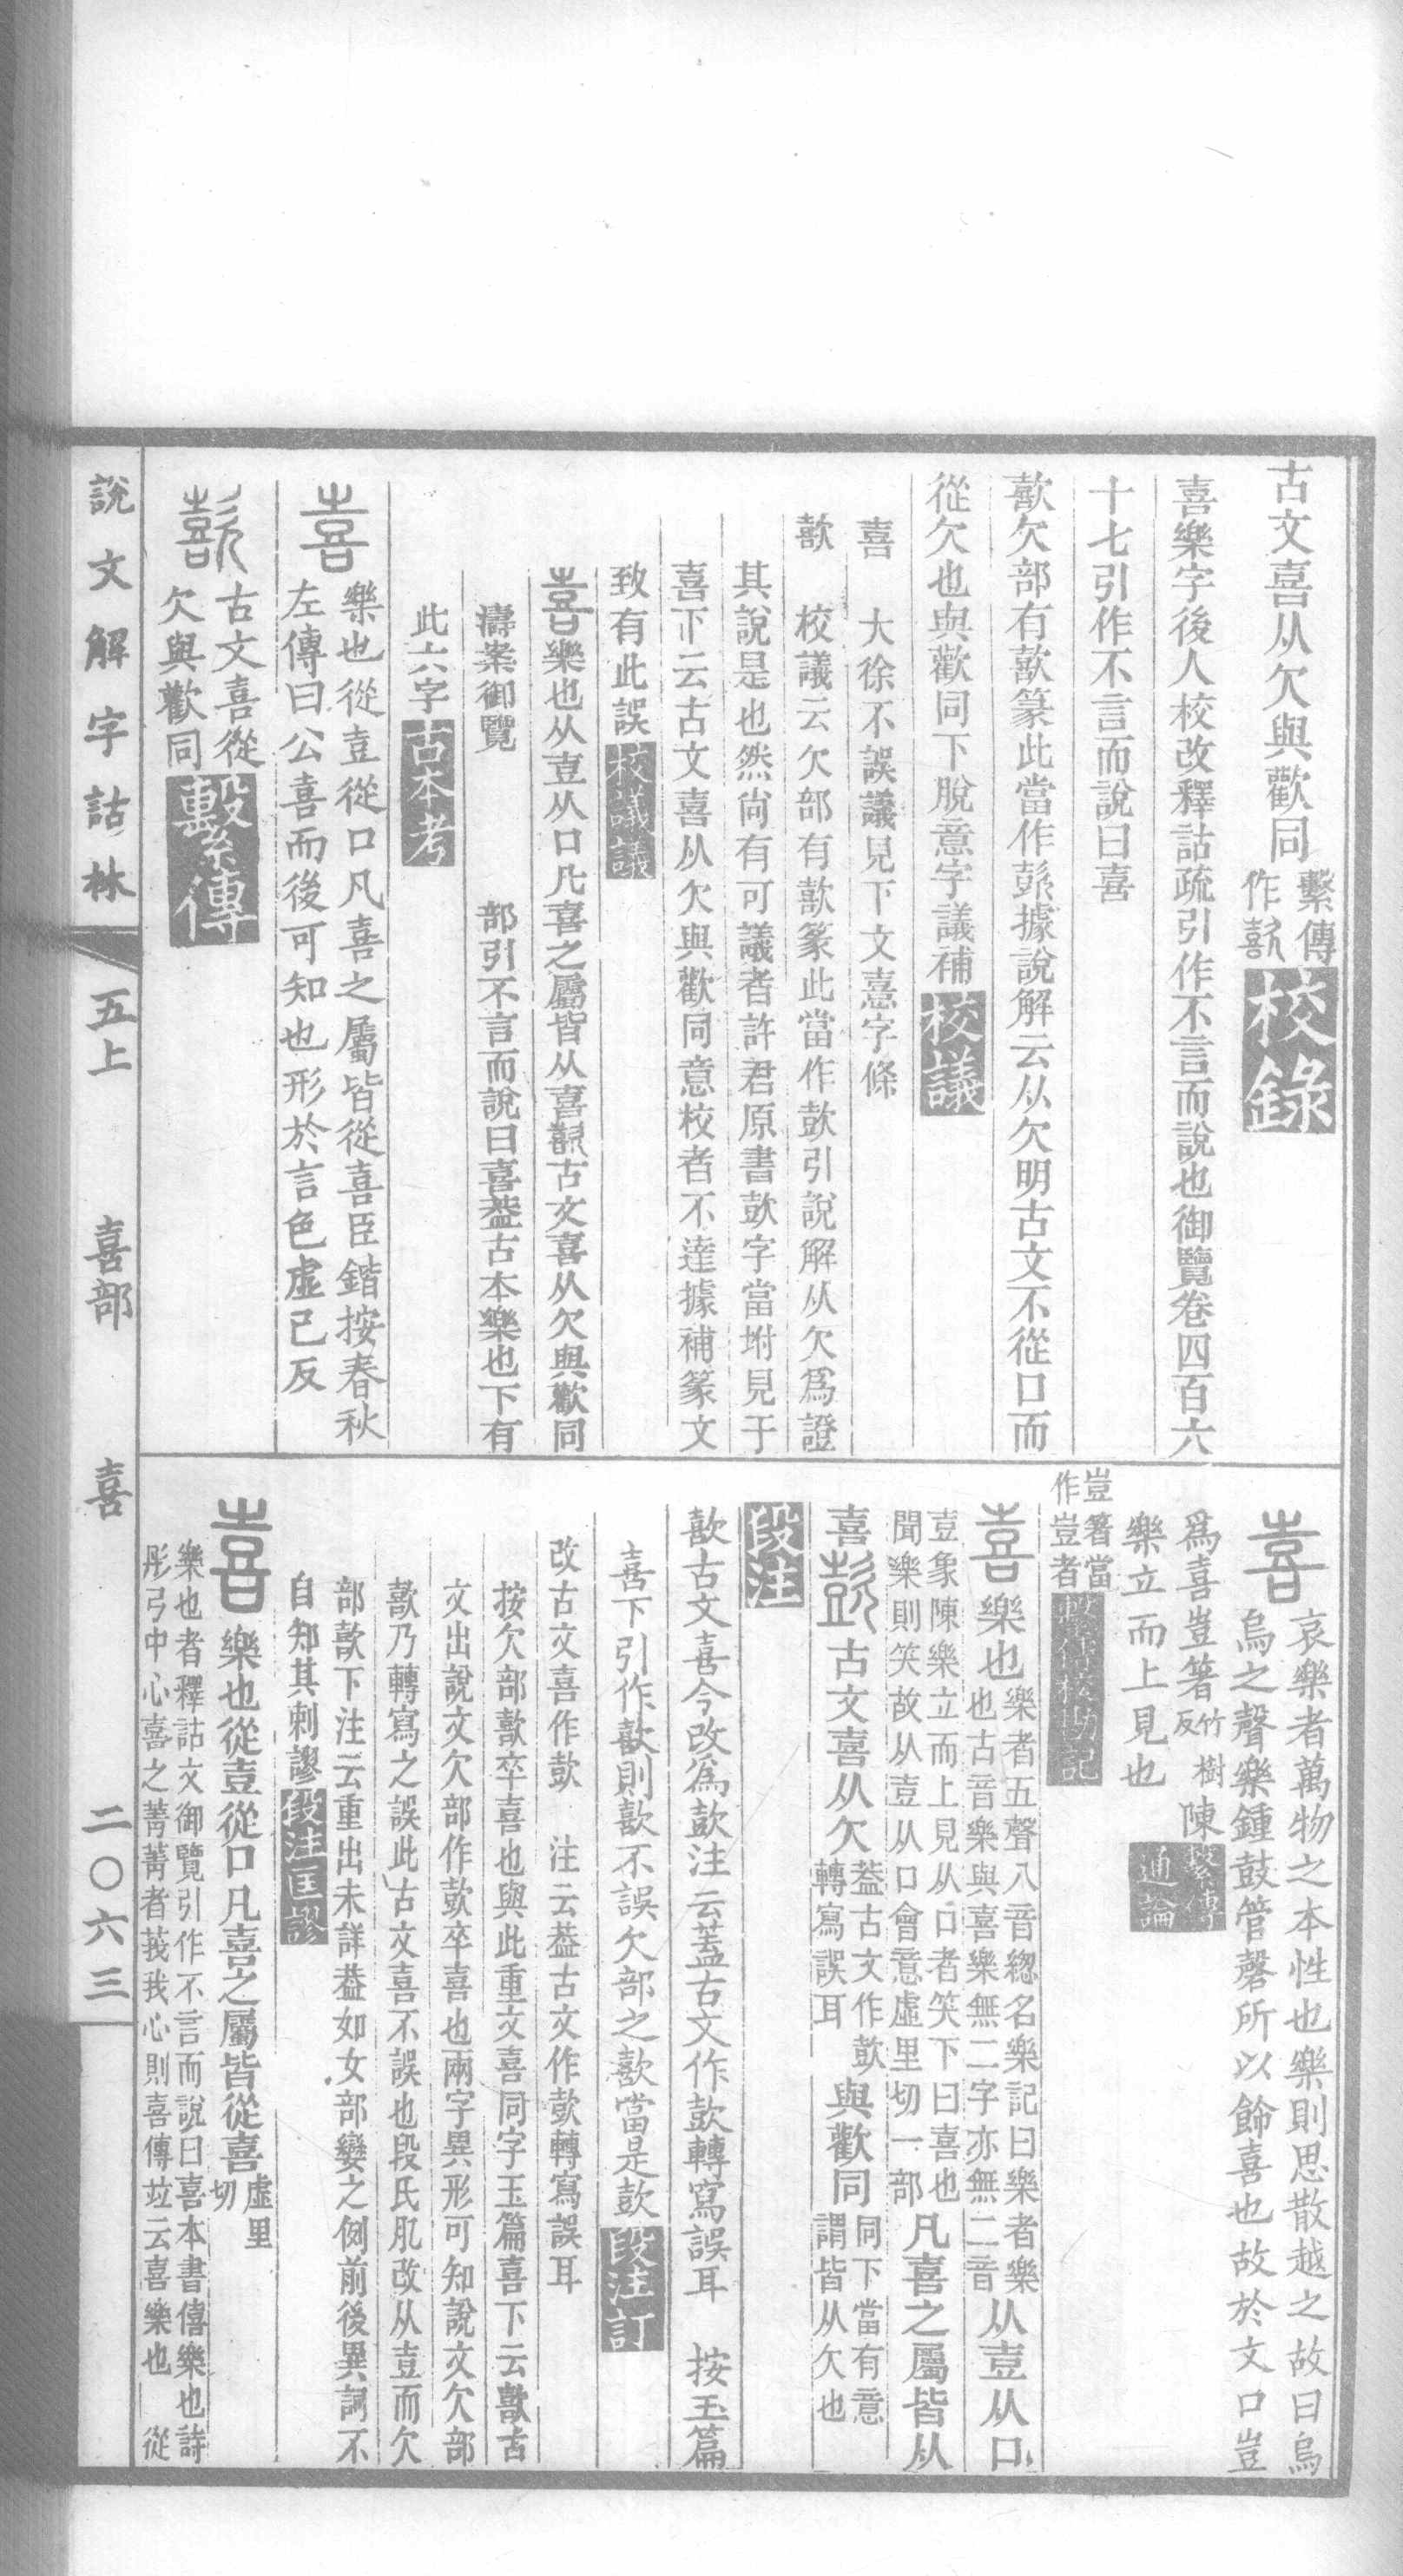 古文喜从欠與歡同
繫傳
作歖
校錄
喜樂字後人校改釋詁疏引作不言而說也御覽卷四百六
十七引作不言而說曰喜
歖欠部有歖篆此當作㰻據說解云从欠明古文不從口而
從欠也與歡同下脫意字議補校議
喜　大徐不誤議見下文憙字條
歖　校議云欠部有歖篆此當作㰻引說解从欠爲證
其說是也然尙有可議者許君原書㰻字當坿見于
喜下云古文喜从欠與歡同意校者不達據補篆文
致有此誤校議議
喜樂也从壴从口凡喜之屬皆从喜歖古文喜从欠與歡同
濤案御覽　　　部引不言而說曰喜葢古本樂也下有
此六字古本考
喜
樂也從壴從口凡喜之屬皆從喜臣鍇按春秋
左傳曰公喜而後可知也形於言色虛己反
歖
古文喜從
欠與歡同
繫傳
喜
哀樂者萬物之本性也樂則思散越之故曰烏
烏之聲樂鍾鼓管磬所以飾喜也故於文口豈
爲喜豈箸竹樹反陳
樂立而上見也
繫傳
通論
豈箸當
作豈者
繫傳校勘記
喜樂也
樂者五聲八音緫名樂記曰樂者樂
也古音樂與喜樂無二字亦無二音
从壴从口
壴象陳樂立而上見从口者笑下曰喜也
聞樂則笑故从壴从口會意虛里切一部
凡喜之屬皆从
喜㰻古文喜从欠
葢古文作㰻
轉寫誤耳
與歡同
同下當有意
謂皆从欠也
段注
歖古文喜今改爲㰻注云蓋古文作㰻轉寫誤耳　按玉篇
喜下引作歖則歖不誤欠部之歖當是㰻段注訂
改古文喜作㰻　注云葢古文作㰻轉寫誤耳
按欠部歖卒喜也與此重文喜同字玉篇喜下云歖古
文出說文欠部作㰻卒喜也兩字異形可知說文欠部
歖乃轉寫之誤此古文喜不誤也段氏肊改从壴而欠
部歖下注云重出未詳葢如女部孌之例前後異詞不
自知其刺謬段注匡謬
喜樂也從壴從口凡喜之屬皆從喜
虛里
切
樂也者釋詁文御覽引作不言而說曰喜本書僖樂也詩
彤弓中心喜之菁菁者莪我心則喜傳竝云喜樂也　從
說文解字詁林　五上　喜部　喜　二〇六三